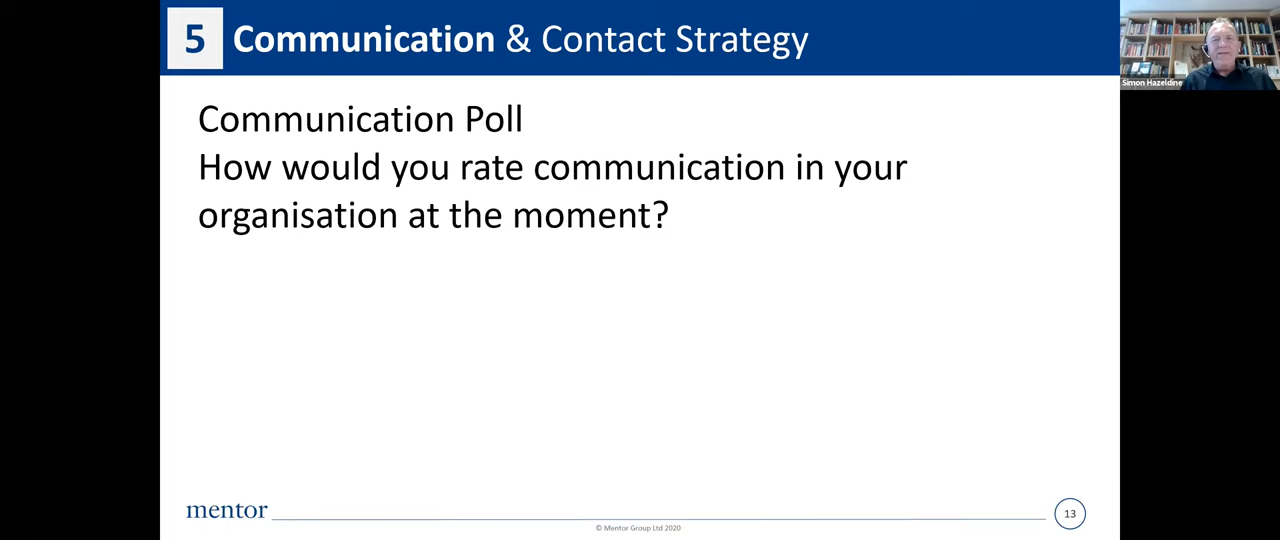 5 Communication & Contact Strategy
Simon Hazeldine
Communication Poll
How would you rate communication in your
organisation at the moment?
mentor
13
© Mentor Group Ltd 2020